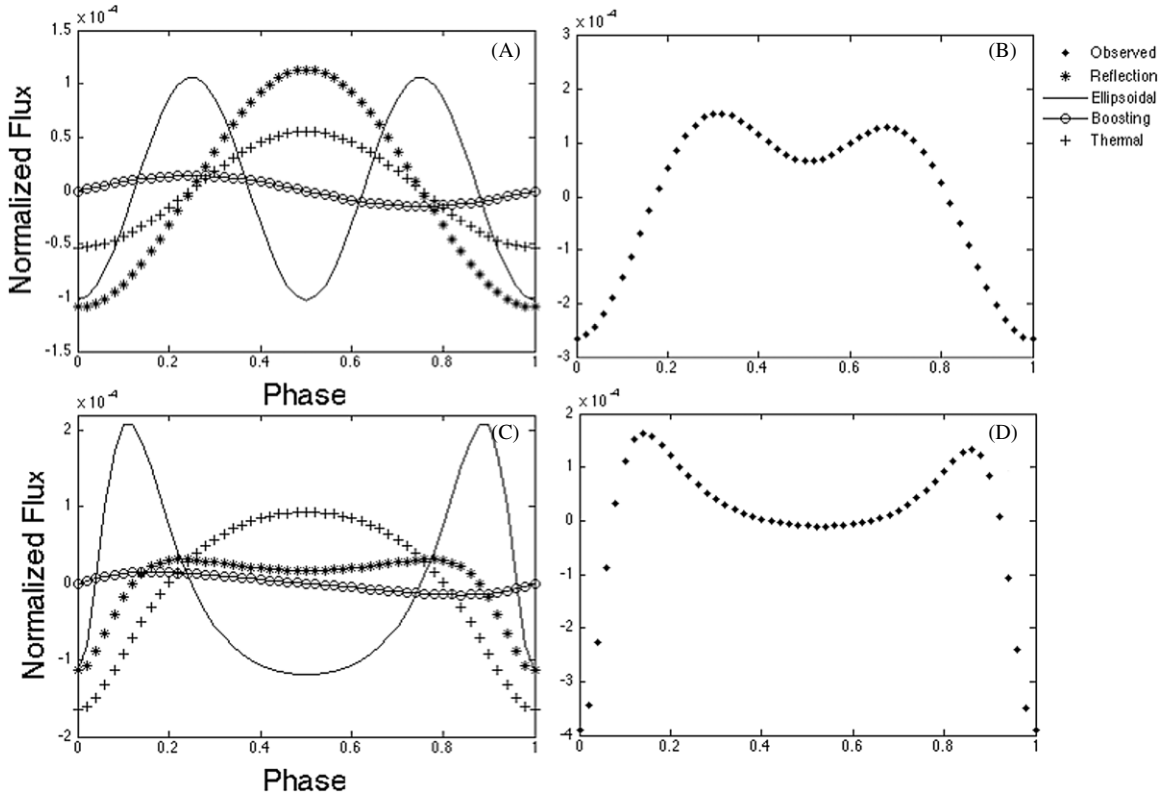 ×10⁻⁴
1.5
1
0.5
0
-0.5
-1
-1.5
(A)
0 0.2 0.4 0.6 0.8 1
Normalized Flux
Phase
×10⁻⁴
3
2
1
0
-1
-2
-3
(B)
0 0.2 0.4 0.6 0.8 1
Observed
Reflection
Ellipsoidal
Boosting
Thermal
×10⁻⁴
2
1
0
-1
-2
(C)
0 0.2 0.4 0.6 0.8 1
Normalized Flux
Phase
×10⁻⁴
2
1
0
-1
-2
-3
-4
(D)
0 0.2 0.4 0.6 0.8 1